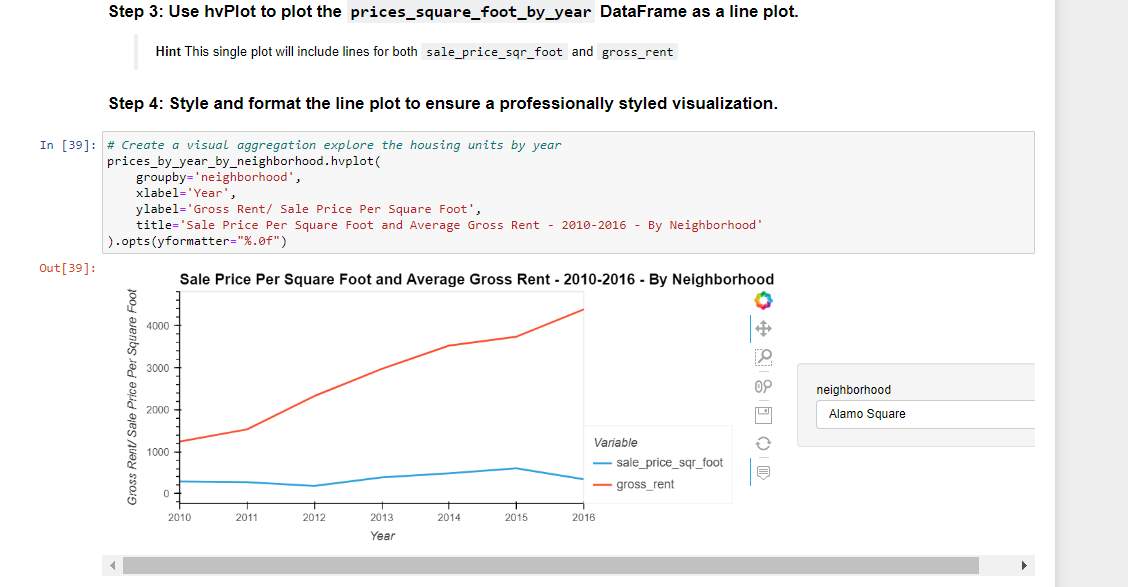 Step 3: Use hvPlot to plot the prices_square_foot_by_year DataFrame as a line plot.
Hint This single plot will include lines for both sale_price_sqr_foot and gross_rent
Step 4: Style and format the line plot to ensure a professionally styled visualization.
In [39]:
# Create a visual aggregation explore the housing units by year
prices_by_year_by_neighborhood.hvplot(
    groupby='neighborhood',
    xlabel='Year',
    ylabel='Gross Rent/ Sale Price Per Square Foot',
    title='Sale Price Per Square Foot and Average Gross Rent - 2010-2016 - By Neighborhood'
).opts(yformatter="%.0f")
Out[39]:
Sale Price Per Square Foot and Average Gross Rent - 2010-2016 - By Neighborhood
Gross Rent/ Sale Price Per Square Foot
4000
3000
2000
1000
0
2010 2011 2012 2013 2014 2015 2016
Year
Variable
sale_price_sqr_foot
gross_rent
neighborhood
Alamo Square